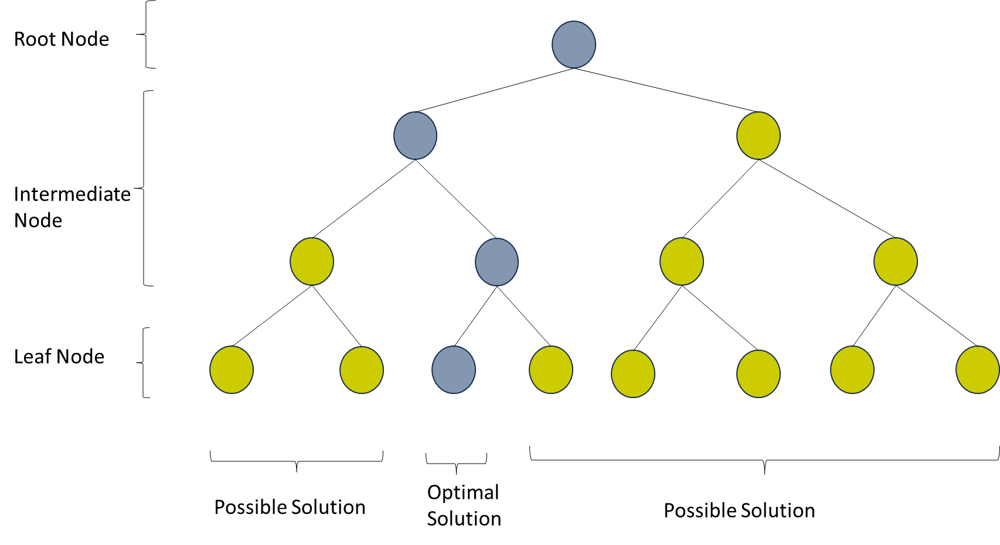 Root Node
Intermediate
Node
Leaf Node
Possible Solution
Optimal
Solution
Possible Solution